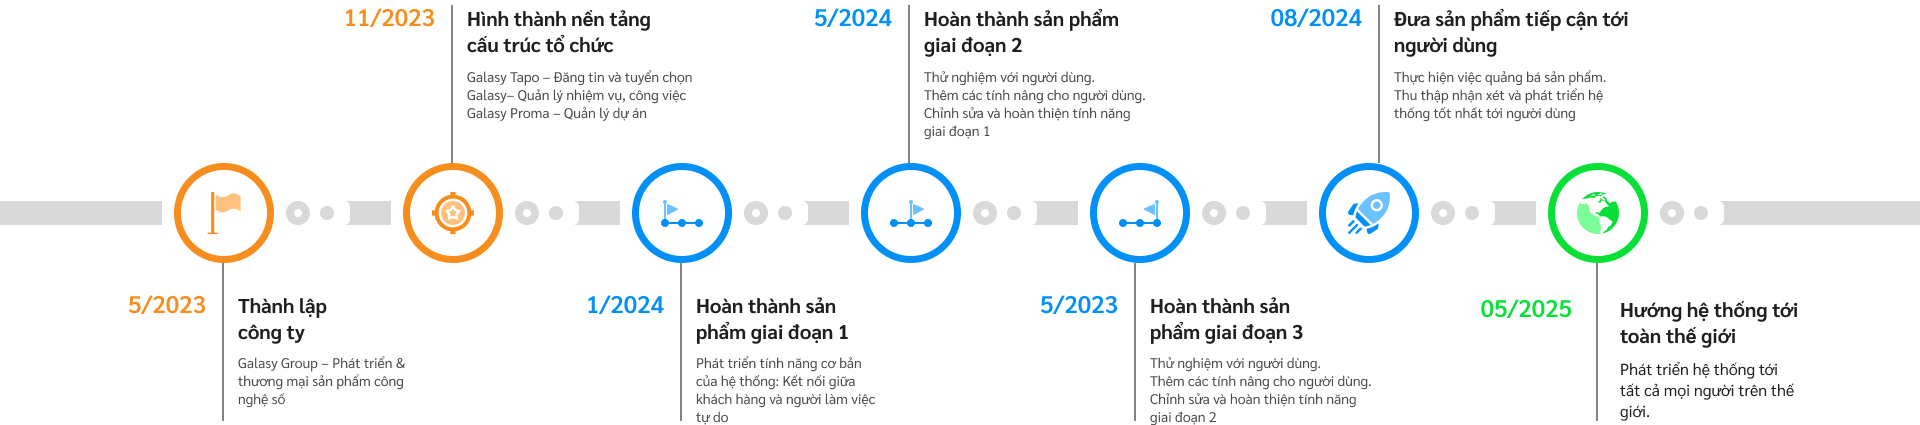 5/2023
Thành lập
công ty
Galasy Group – Phát triển &
thương mại sản phẩm công
nghệ số
11/2023
Hình thành nền tảng
cấu trúc tổ chức
Galasy Tapo – Đăng tin và tuyển chọn
Galasy– Quản lý nhiệm vụ, công việc
Galasy Proma – Quản lý dự án
1/2024
Hoàn thành sản
phẩm giai đoạn 1
Phát triển tính năng cơ bản
của hệ thống: Kết nối giữa
khách hàng và người làm việc
tự do
5/2024
Hoàn thành sản phẩm
giai đoạn 2
Thử nghiệm với người dùng.
Thêm các tính nâng cho người dùng.
Chỉnh sửa và hoàn thiện tính năng
giai đoạn 1
5/2023
Hoàn thành sản
phẩm giai đoạn 3
Thử nghiệm với người dùng.
Thêm các tính nâng cho người dùng.
Chỉnh sửa và hoàn thiện tính năng
giai đoạn 2
08/2024
Đưa sản phẩm tiếp cận tới
người dùng
Thực hiện việc quảng bá sản phẩm.
Thu thập nhận xét và phát triển hệ
thống tốt nhất tới người dùng
05/2025
Hướng hệ thống tới
toàn thế giới
Phát triển hệ thống tới
tất cả mọi người trên thế
giới.